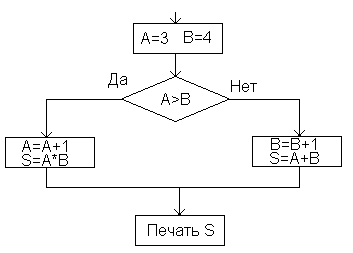 A=3 B=4
Да
Нет
A>B
A=A+1
S=A*B
B=B+1
S=A+B
Печать S